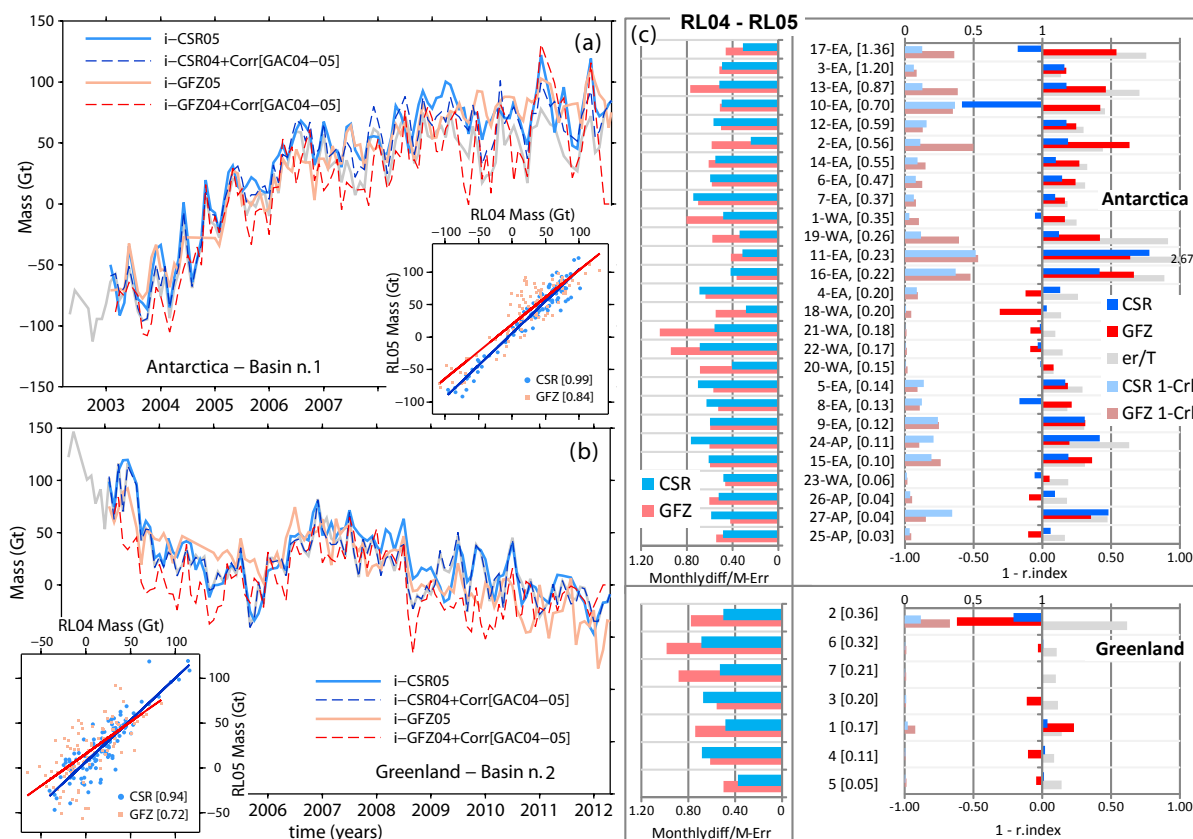 (a)
i−CSR05
i−CSR04+Corr[GAC04−05]
i−GFZ05
i−GFZ04+Corr[GAC04−05]
150
100
50
0
−50
−100
−150
Mass (Gt)
Antarctica – Basin n.1
2003 2004 2005 2006 2007
RL04 Mass (Gt)
−100 −50 0 50 100
RL05 Mass (Gt)
100
50
0
−50
−100
CSR [0.99]
GFZ [0.84]
(b)
150
100
50
0
Mass (Gt)
RL04 Mass (Gt)
−50 0 50 100
RL05 Mass (Gt)
100
50
0
−50
CSR [0.94]
GFZ [0.72]
i−CSR05
i−CSR04+Corr[GAC04−05]
i−GFZ05
i−GFZ04+Corr[GAC04−05]
Greenland – Basin n.2
2006 2007 2008 2009 2010 2011 2012
time (years)
(c)
RL04 - RL05
CSR
GFZ
1.20 0.80 0.40 0
Monthlydiff/M-Err
0 1 0 1
17-EA, [1.36]
3-EA, [1.20]
13-EA, [0.87]
10-EA, [0.70]
12-EA, [0.59]
2-EA, [0.56]
14-EA, [0.55]
6-EA, [0.47]
7-EA, [0.37]
1-WA, [0.35]
19-WA, [0.26]
11-EA, [0.23]
16-EA, [0.22]
4-EA, [0.20]
18-WA, [0.20]
21-WA, [0.18]
22-WA, [0.17]
20-WA, [0.15]
5-EA, [0.14]
8-EA, [0.13]
9-EA, [0.12]
24-AP, [0.11]
15-EA, [0.10]
23-WA, [0.06]
26-AP, [0.04]
27-AP, [0.04]
25-AP, [0.03]
Antarctica
2.67
CSR
GFZ
er/T
CSR 1-Crl
GFZ 1-Crl
-1.00 -0.50 0.00 0.50 1.00
1 - r.index
1.20 0.80 0.40 0
Monthlydiff/M-Err
0 1 0 1
2 [0.36]
6 [0.32]
7 [0.21]
3 [0.20]
1 [0.17]
4 [0.11]
5 [0.05]
Greenland
-1.00 -0.50 0.00 0.50 1.00
1 - r.index